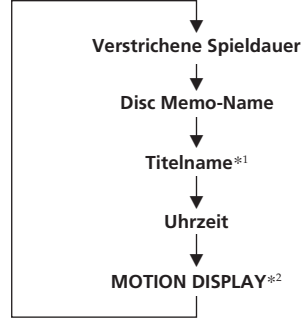 Verstrichene Spieldauer
Disc Memo-Name
Titelname*1
Uhrzeit
MOTION DISPLAY*2